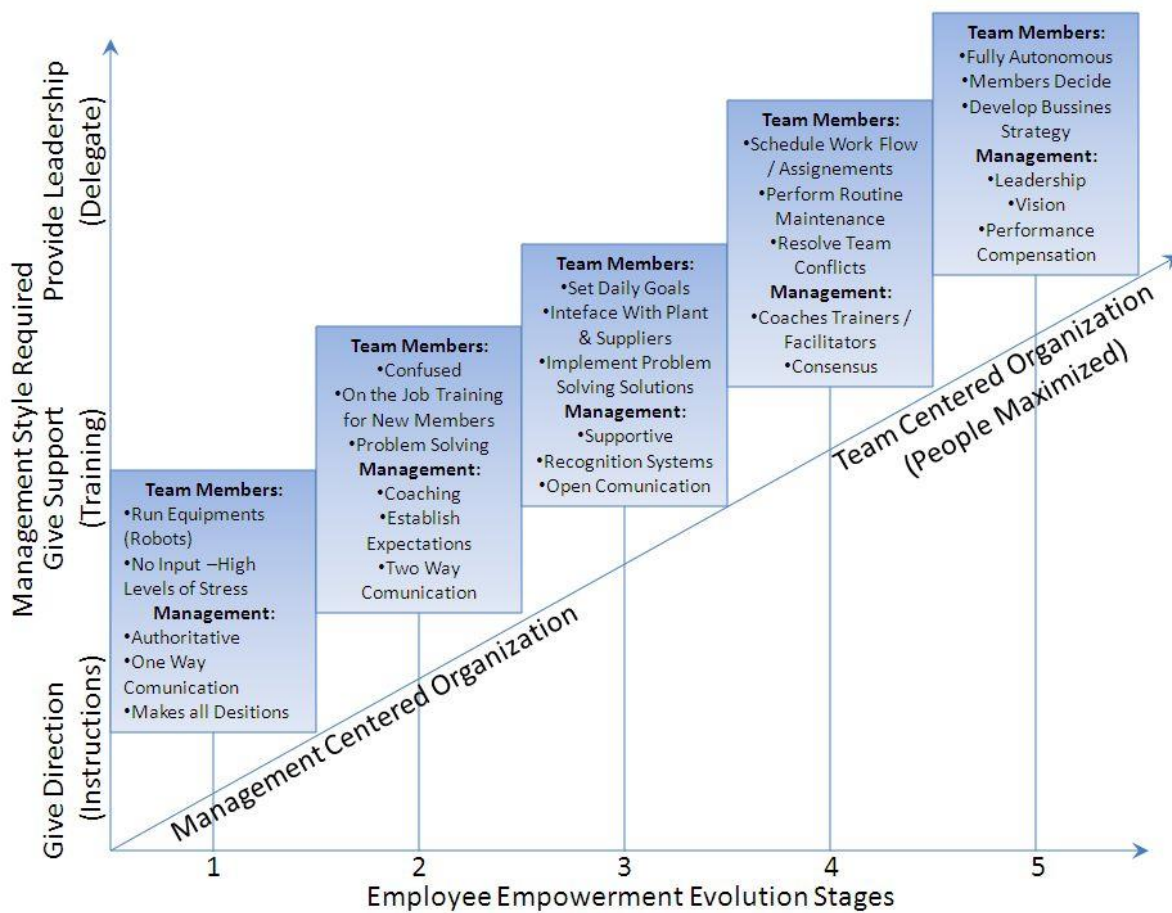 Management Style Required
Provide Leadership
(Delegate)
Give Support
(Training)
Give Direction
(Instructions)
Team Members:
•Run Equipments
(Robots)
•No Input –High
Levels of Stress
Management:
•Authoritative
•One Way
Comunication
•Makes all Desitions
Team Members:
•Confused
•On the Job Training
for New Members
•Problem Solving
Management:
•Coaching
•Establish
Expectations
•Two Way
Comunication
Team Members:
•Set Daily Goals
•Inteface With Plant
& Suppliers
•Implement Problem
Solving Solutions
Management:
•Supportive
•Recognition Systems
•Open Comunication
Team Members:
•Schedule Work Flow
/ Assignements
•Perform Routine
Maintenance
•Resolve Team
Conflicts
Management:
•Coaches Trainers /
Facilitators
•Consensus
Team Members:
•Fully Autonomous
•Members Decide
•Develop Bussines
Strategy
Management:
•Leadership
•Vision
•Performance
Compensation
Management Centered Organization
Team Centered Organization
(People Maximized)
1
2
3
4
5
Employee Empowerment Evolution Stages